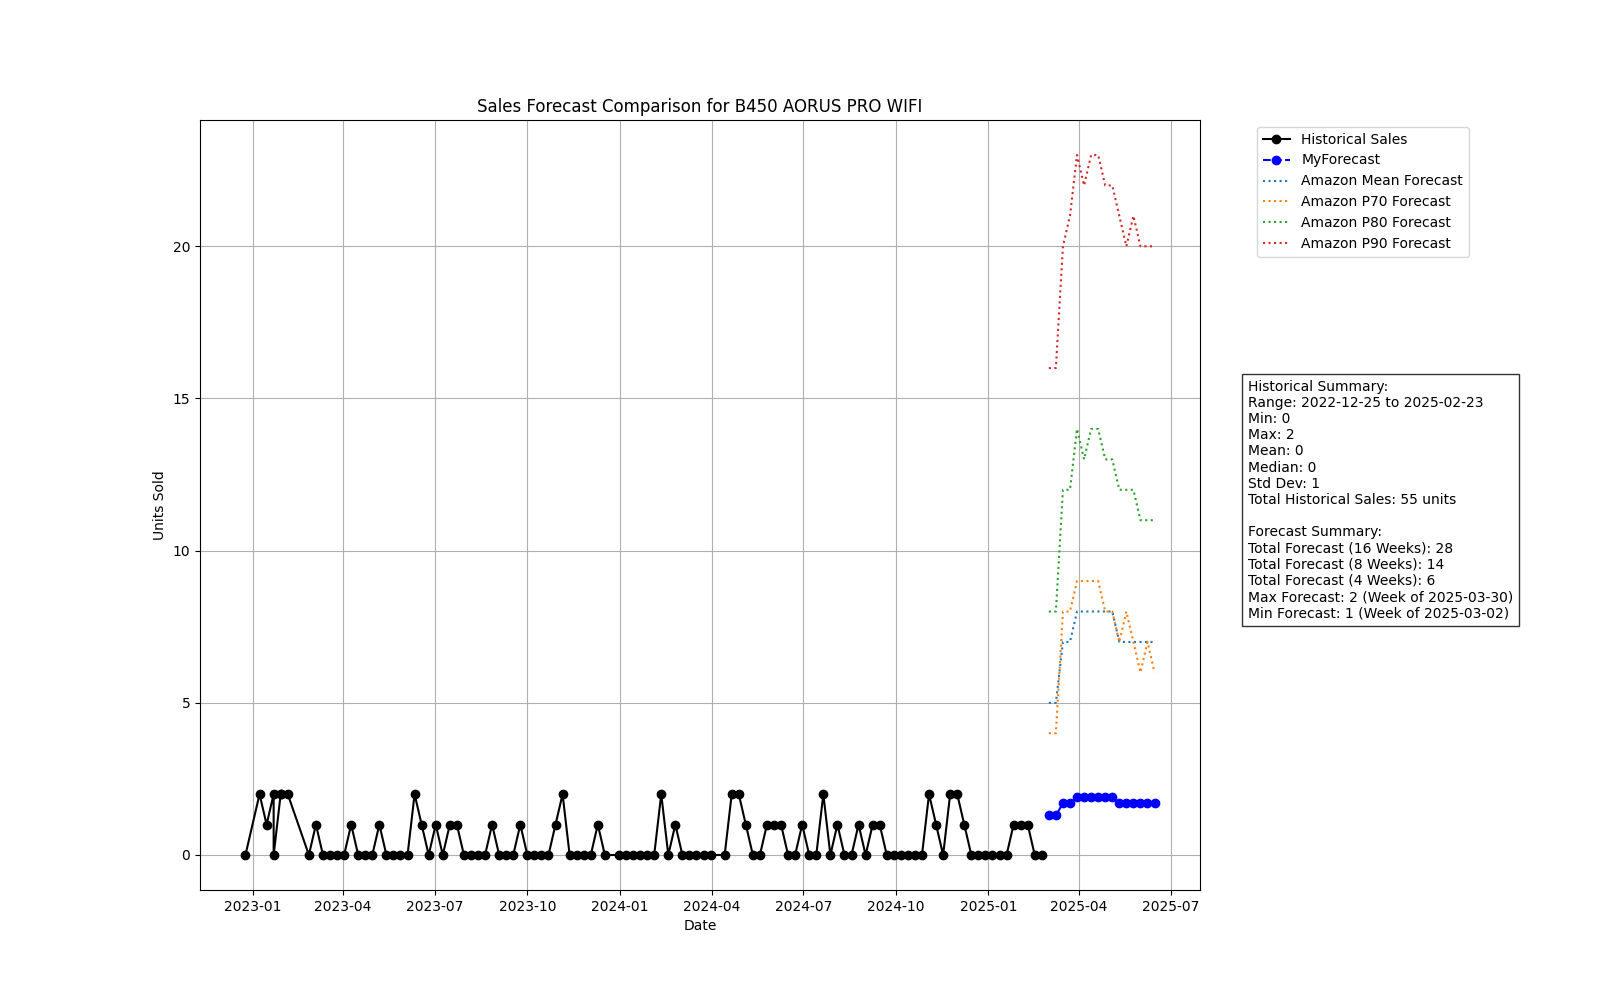 Sales Forecast Comparison for B450 AORUS PRO WIFI
Units Sold
20
15
10
5
0
2023-01
2023-04
2023-07
2023-10
2024-01
2024-04
2024-07
2024-10
2025-01
2025-04
2025-07
Date
Historical Sales
MyForecast
Amazon Mean Forecast
Amazon P70 Forecast
Amazon P80 Forecast
Amazon P90 Forecast
Historical Summary:
Range: 2022-12-25 to 2025-02-23
Min: 0
Max: 2
Mean: 0
Median: 0
Std Dev: 1
Total Historical Sales: 55 units
Forecast Summary:
Total Forecast (16 Weeks): 28
Total Forecast (8 Weeks): 14
Total Forecast (4 Weeks): 6
Max Forecast: 2 (Week of 2025-03-30)
Min Forecast: 1 (Week of 2025-03-02)